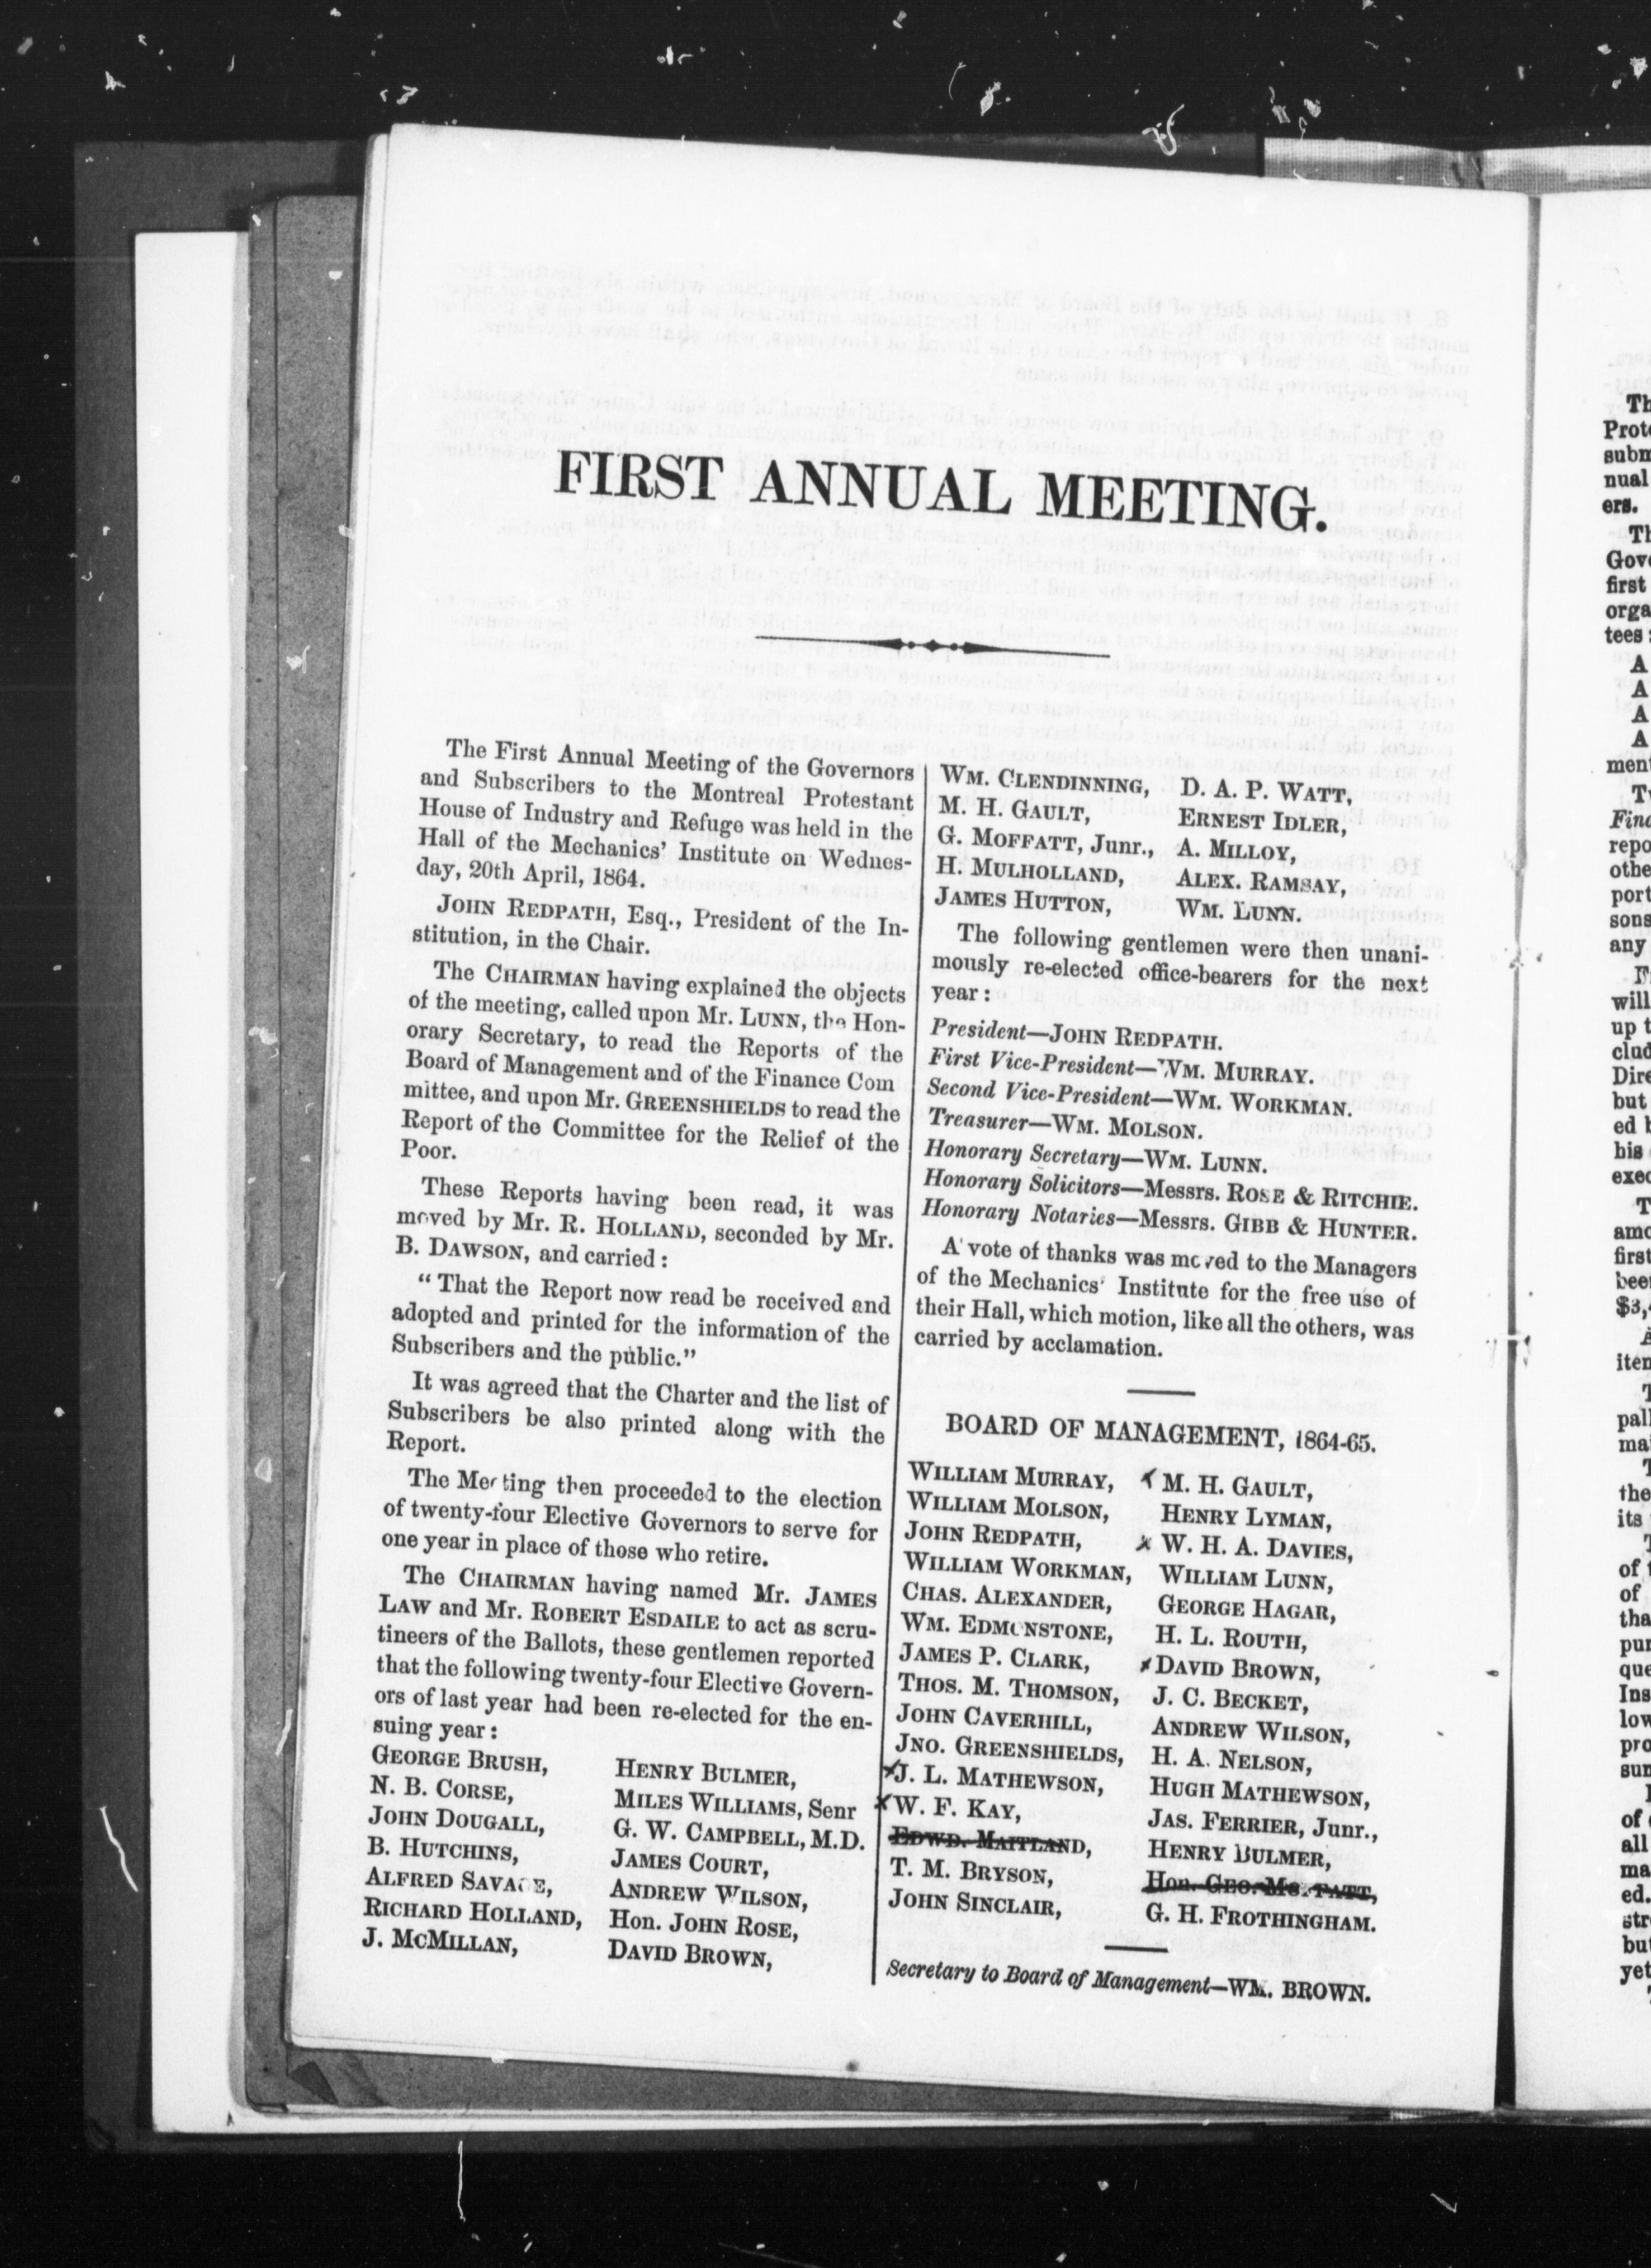 FIRST ANNUAL MEETING.
The First Annual Meeting of the Governors
and Subscribers to the Montreal Protestant
House of Industry and Refuge was held in the
Hall of the Mechanics' Institute on Wednes-
day, 20th April, 1864.
JOHN REDPATH, Esq., President of the In-
stitution, in the Chair.
The CHAIRMAN having explained the objects
of the meeting, called upon Mr. LUNN, the Hon-
orary Secretary, to read the Reports of the
Board of Management and of the Finance Com
mittee, and upon Mr. GREENSHIELDS to read the
Report of the Committee for the Relief of the
Poor.
These Reports having been read, it was
moved by Mr. R. HOLLAND, seconded by Mr.
B. DAWSON, and carried:
"That the Report now read be received and
adopted and printed for the information of the
Subscribers and the public."
It was agreed that the Charter and the list of
Subscribers be also printed along with the
Report.
The Meeting then proceeded to the election
of twenty-four Elective Governors to serve for
one year in place of those who retire.
The CHAIRMAN having named Mr. JAMES
LAW and Mr. ROBERT ESDAILE to act as scru-
tineers of the Ballots, these gentlemen reported
that the following twenty-four Elective Govern-
ors of last year had been re-elected for the en-
suing year:
GEORGE BRUSH, HENRY BULMER,
N. B. CORSE, MILES WILLIAMS, Senr
JOHN DOUGALL, G. W. CAMPBELL, M.D.
B. HUTCHINS, JAMES COURT,
ALFRED SAVAGE, ANDREW WILSON,
RICHARD HOLLAND, Hon. JOHN ROSE,
J. MCMILLAN, DAVID BROWN,
WM. CLENDINNING, D. A. P. WATT,
M. H. GAULT, ERNEST IDLER,
G. MOFFATT, Junr., A. MILLOY,
H. MULHOLLAND, ALEX. RAMSAY,
JAMES HUTTON, WM. LUNN.
The following gentlemen were then unani-
mously re-elected office-bearers for the next
year:
President—JOHN REDPATH.
First Vice-President—WM. MURRAY.
Second Vice-President—WM. WORKMAN.
Treasurer—WM. MOLSON.
Honorary Secretary—WM. LUNN.
Honorary Solicitors—Messrs. ROSE & RITCHIE.
Honorary Notaries—Messrs. GIBB & HUNTER.
A vote of thanks was moved to the Managers
of the Mechanics' Institute for the free use of
their Hall, which motion, like all the others, was
carried by acclamation.
BOARD OF MANAGEMENT, 1864-65.
WILLIAM MURRAY, x M. H. GAULT,
WILLIAM MOLSON, HENRY LYMAN,
JOHN REDPATH, x W. H. A. DAVIES,
WILLIAM WORKMAN, WILLIAM LUNN,
CHAS. ALEXANDER, GEORGE HAGAR,
WM. EDMONSTONE, H. L. ROUTH,
JAMES P. CLARK, x DAVID BROWN,
THOS. M. THOMSON, J. C. BECKET,
JOHN CAVERHILL, ANDREW WILSON,
JNO. GREENSHIELDS, H. A. NELSON,
x J. L. MATHEWSON, HUGH MATHEWSON,
x W. F. KAY, JAS. FERRIER, Junr.,
EDWD. MAITLAND, HENRY BULMER,
T. M. BRYSON, Hon. GEO. MOFFATT,
JOHN SINCLAIR, G. H. FROTHINGHAM.
Secretary to Board of Management—WM. BROWN.